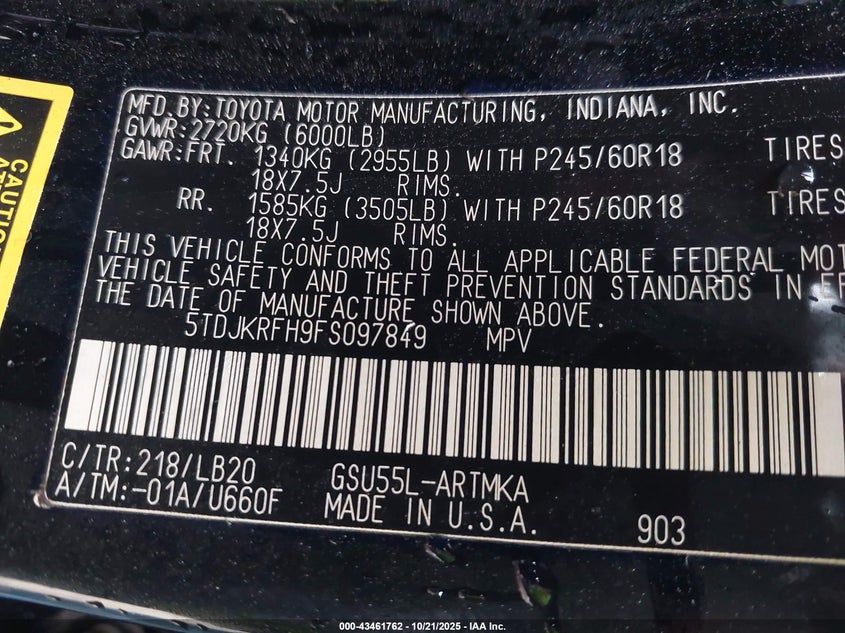 MFD.BY:TOYOTA MOTOR MANUFACTURING, INDIANA, INC.
GVWR:2720KG (6000LB)
GAWR:FRT. 1340KG (2955LB) WITH P245/60R18 TIRES
18X7.5J RIMS.
RR. 1585KG (3505LB) WITH P245/60R18 TIRES
18X7.5J RIMS.
THIS VEHICLE CONFORMS TO ALL APPLICABLE FEDERAL MOT
VEHICLE SAFETY AND THEFT PREVENTION STANDARDS IN EF
THE DATE OF MANUFACTURE SHOWN ABOVE.
5TDJKRFH9FS097849 MPV
C/TR:218/LB20 GSU55L-ARTMKA
A/TM:-01A/U660F MADE IN U.S.A. 903
CAUTION
000-43461762 - 10/21/2025 - IAA Inc.